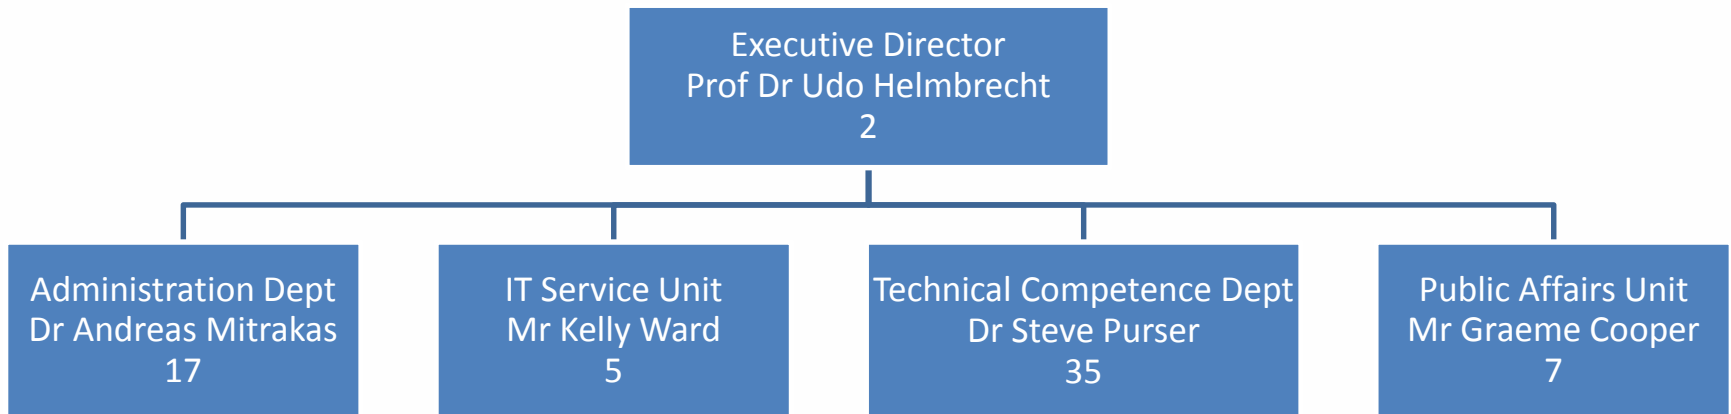 Executive Director
Prof Dr Udo Helmbrecht
2
Administration Dept
Dr Andreas Mitrakas
17
IT Service Unit
Mr Kelly Ward
5
Technical Competence Dept
Dr Steve Purser
35
Public Affairs Unit
Mr Graeme Cooper
7